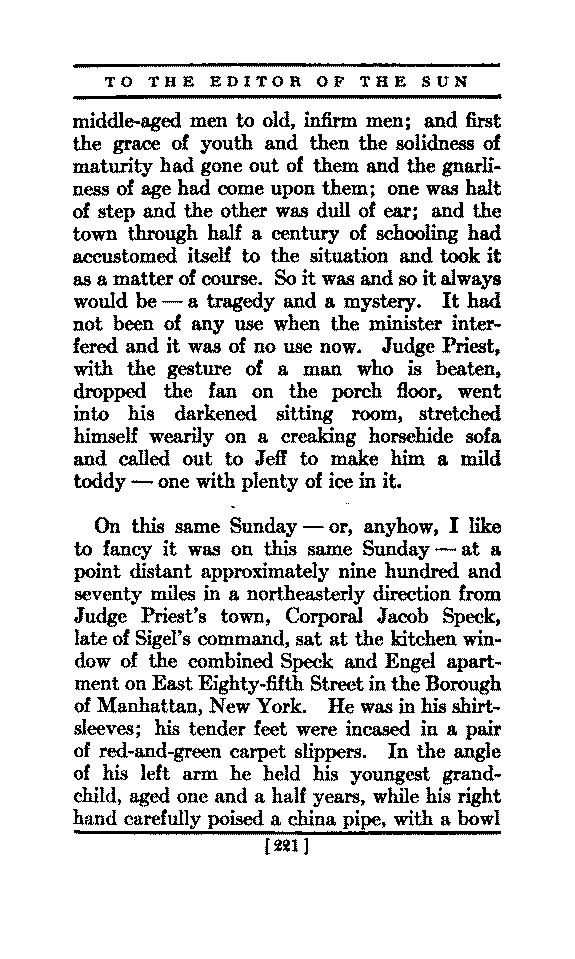 TO THE EDITOR OF THE SUN
middle-aged men to old, infirm men; and first
the grace of youth and then the solidness of
maturity had gone out of them and the gnarli-
ness of age had come upon them; one was halt
of step and the other was dull of ear; and the
town through half a century of schooling had
accustomed itself to the situation and took it
as a matter of course. So it was and so it always
would be — a tragedy and a mystery. It had
not been of any use when the minister inter-
fered and it was of no use now. Judge Priest,
with the gesture of a man who is beaten,
dropped the fan on the porch floor, went
into his darkened sitting room, stretched
himself wearily on a creaking horsehide sofa
and called out to Jeff to make him a mild
toddy — one with plenty of ice in it.
On this same Sunday — or, anyhow, I like
to fancy it was on this same Sunday — at a
point distant approximately nine hundred and
seventy miles in a northeasterly direction from
Judge Priest's town, Corporal Jacob Speck,
late of Sigel's command, sat at the kitchen win-
dow of the combined Speck and Engel apart-
ment on East Eighty-fifth Street in the Borough
of Manhattan, New York. He was in his shirt-
sleeves; his tender feet were incased in a pair
of red-and-green carpet slippers. In the angle
of his left arm he held his youngest grand-
child, aged one and a half years, while his right
hand carefully poised a china pipe, with a bowl
[ 221 ]